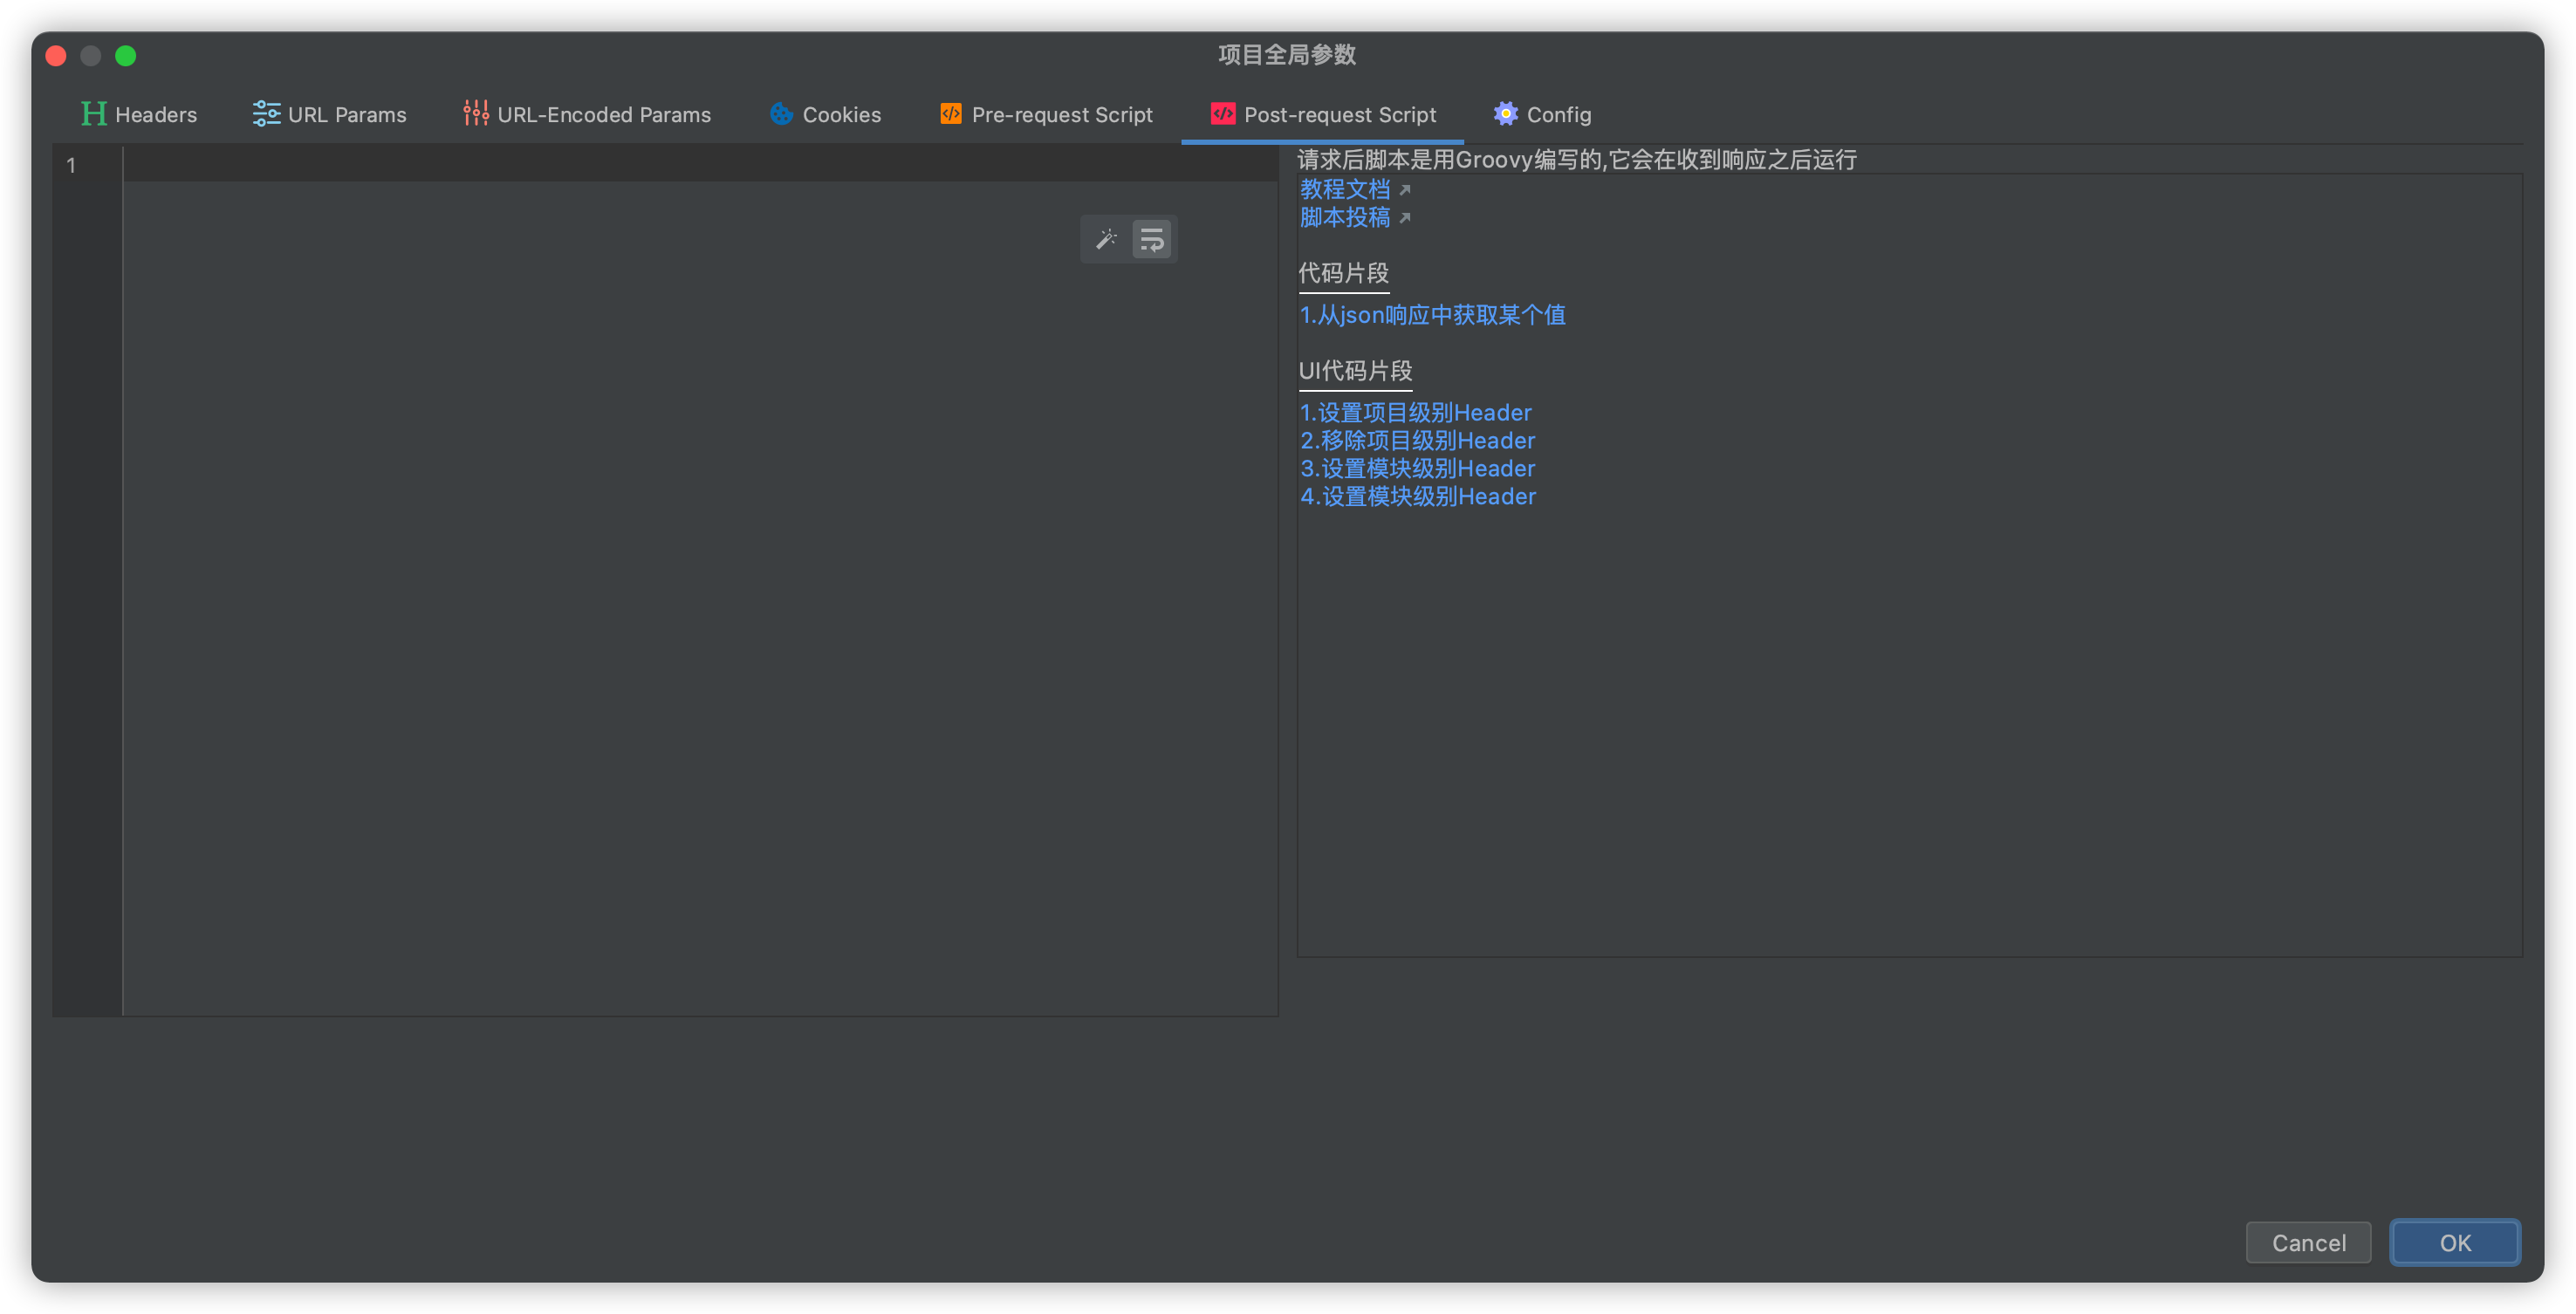 项目全局参数
Headers URL Params URL-Encoded Params Cookies Pre-request Script Post-request Script Config
1
请求后脚本是用Groovy编写的,它会在收到响应之后运行
教程文档
脚本投稿
代码片段
1.从json响应中获取某个值
UI代码片段
1.设置项目级别Header
2.移除项目级别Header
3.设置模块级别Header
4.设置模块级别Header
Cancel OK